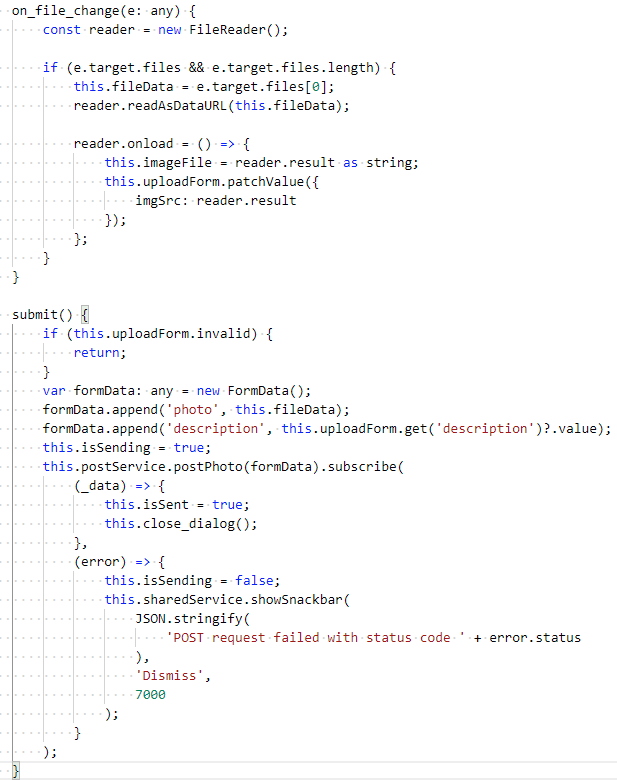 on_file_change(e: any) {
    const reader = new FileReader();

    if (e.target.files && e.target.files.length) {
        this.fileData = e.target.files[0];
        reader.readAsDataURL(this.fileData);

        reader.onload = () => {
            this.imageFile = reader.result as string;
            this.uploadForm.patchValue({
                imgSrc: reader.result
            });
        };
    }
}

submit() {
    if (this.uploadForm.invalid) {
        return;
    }
    var formData: any = new FormData();
    formData.append('photo', this.fileData);
    formData.append('description', this.uploadForm.get('description')?.value);
    this.isSending = true;
    this.postService.postPhoto(formData).subscribe(
        (_data) => {
            this.isSent = true;
            this.close_dialog();
        },
        (error) => {
            this.isSending = false;
            this.sharedService.showSnackbar(
                JSON.stringify(
                    'POST request failed with status code ' + error.status
                ),
                'Dismiss',
                7000
            );
        }
    );
}